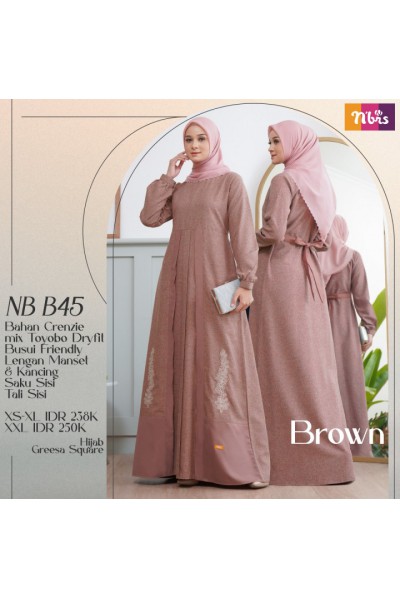 Nbrs
NB B45
Bahan Crenzie
mix Toyobo Dryfit
Busui Friendly
Lengan Manset
& Kancing
Saku Sisi
Tali Sisi
XS-XL IDR 238K
XXL IDR 250K
Hijab
Greesa Square
Brown